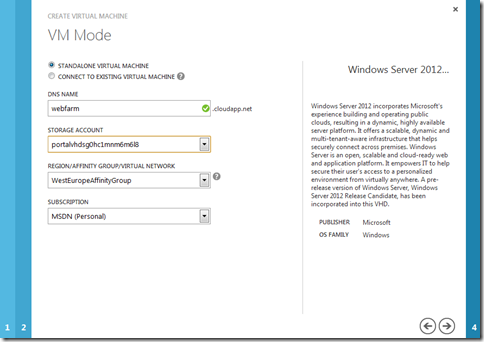 CREATE VIRTUAL MACHINE
VM Mode
STANDALONE VIRTUAL MACHINE
CONNECT TO EXISTING VIRTUAL MACHINE ?
DNS NAME
webfarm
.cloudapp.net
STORAGE ACCOUNT
portalvhdsg0hc1mnm6m6l8
REGION/AFFINITY GROUP/VIRTUAL NETWORK
WestEuropeAffinityGroup
?
SUBSCRIPTION
MSDN (Personal)
Windows Server 2012...
Windows Server 2012 incorporates Microsoft's
experience building and operating public
clouds, resulting in a dynamic, highly available
server platform. It offers a scalable, dynamic and
multi-tenant-aware infrastructure that helps
securely connect across premises. Windows
Server is an open, scalable and cloud-ready web
and application platform. It empowers IT to help
secure their user's access to a personalized
environment from virtually anywhere. A pre-
release version of Windows Server, Windows
Server 2012 Release Candidate, has been
incorporated into this VHD.
PUBLISHER Microsoft
OS FAMILY Windows
1 2
4